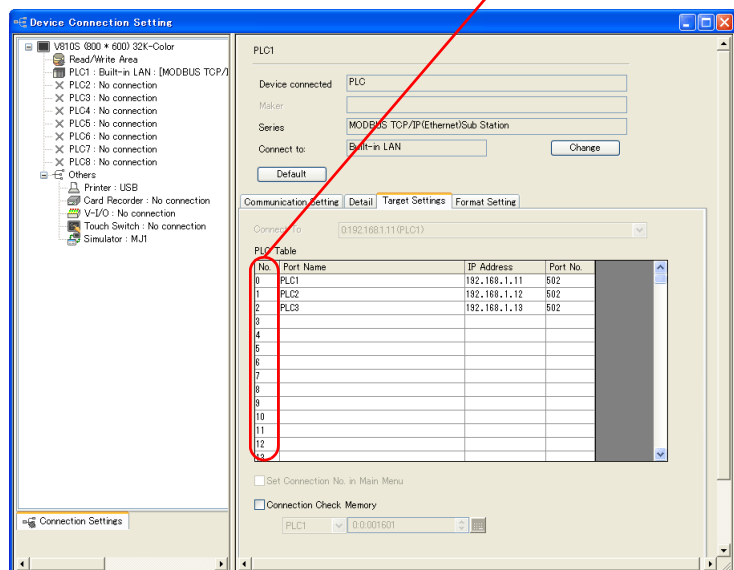 Device Connection Setting
V810S (800 * 600) 32K-Color
Read/Write Area
PLC1 : Built-in LAN : [MODBUS TCP/I
PLC2 : No connection
PLC3 : No connection
PLC4 : No connection
PLC5 : No connection
PLC6 : No connection
PLC7 : No connection
PLC8 : No connection
Others
Printer : USB
Card Recorder : No connection
V-I/O : No connection
Touch Switch : No connection
Simulator : MJ1
Connection Settings
PLC1
Device connected PLC
Maker
Series MODBUS TCP/IP(Ethernet)Sub Station
Connect to: Built-in LAN Change
Default
Communication Setting Detail Target Settings Format Setting
Connect To 0:192.168.1.11(PLC1)
PLC Table
No. Port Name IP Address Port No.
0 PLC1 192.168.1.11 502
1 PLC2 192.168.1.12 502
2 PLC3 192.168.1.13 502
3
4
5
6
7
8
9
10
11
12
13
Set Connection No. in Main Menu
Connection Check Memory
PLC1 0:0:001601